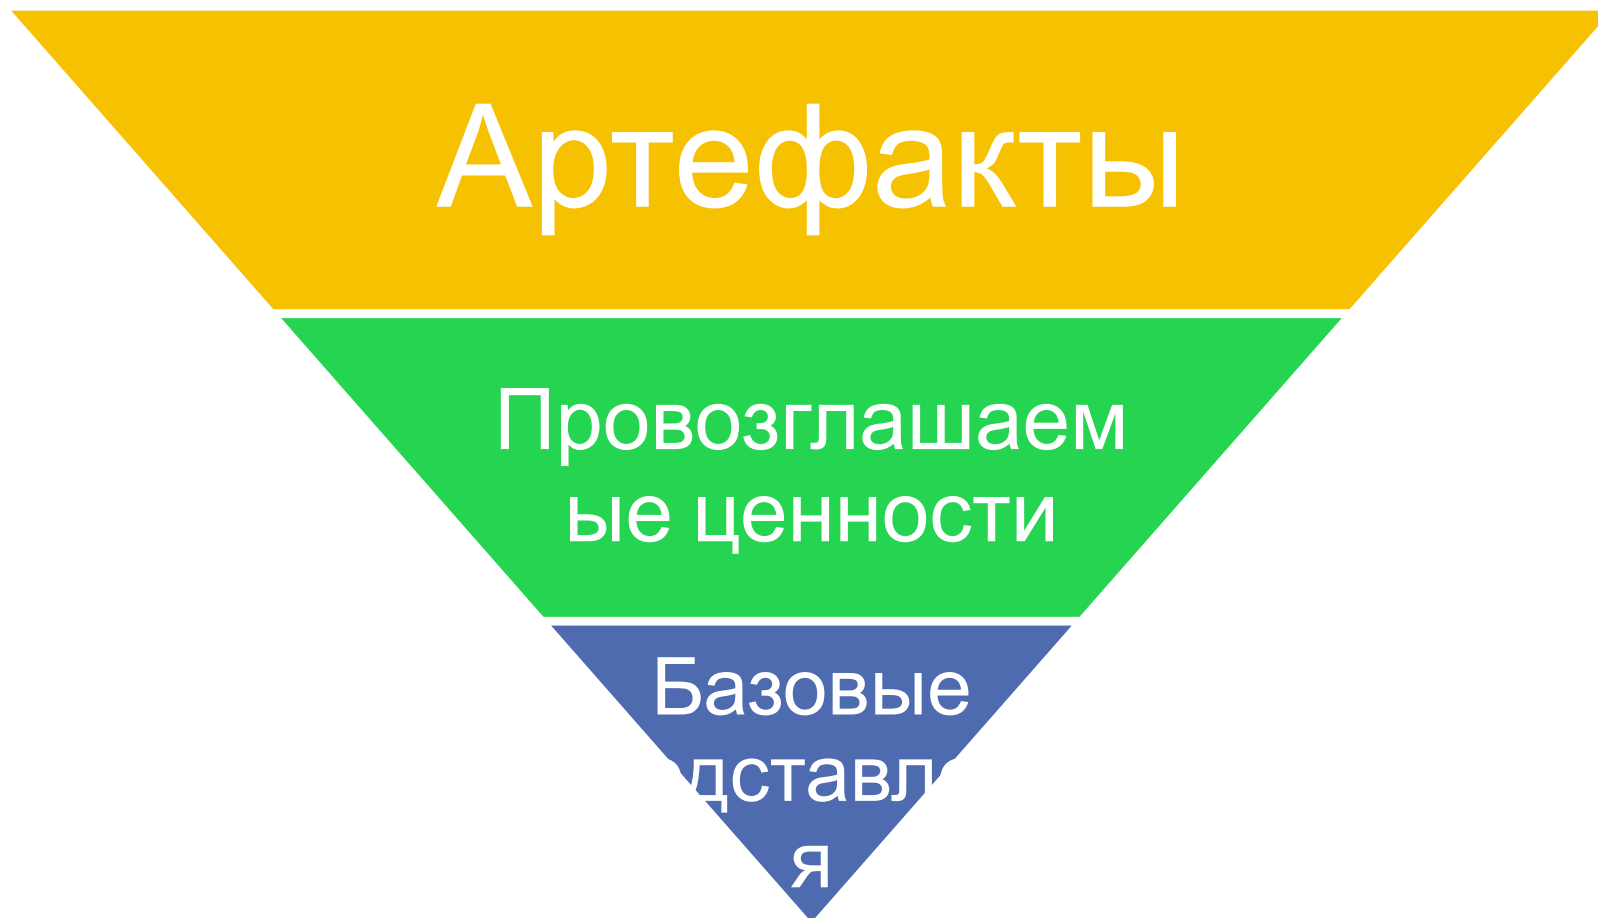 Артефакты
Провозглашаем
ые ценности
Базовые
дставл
я